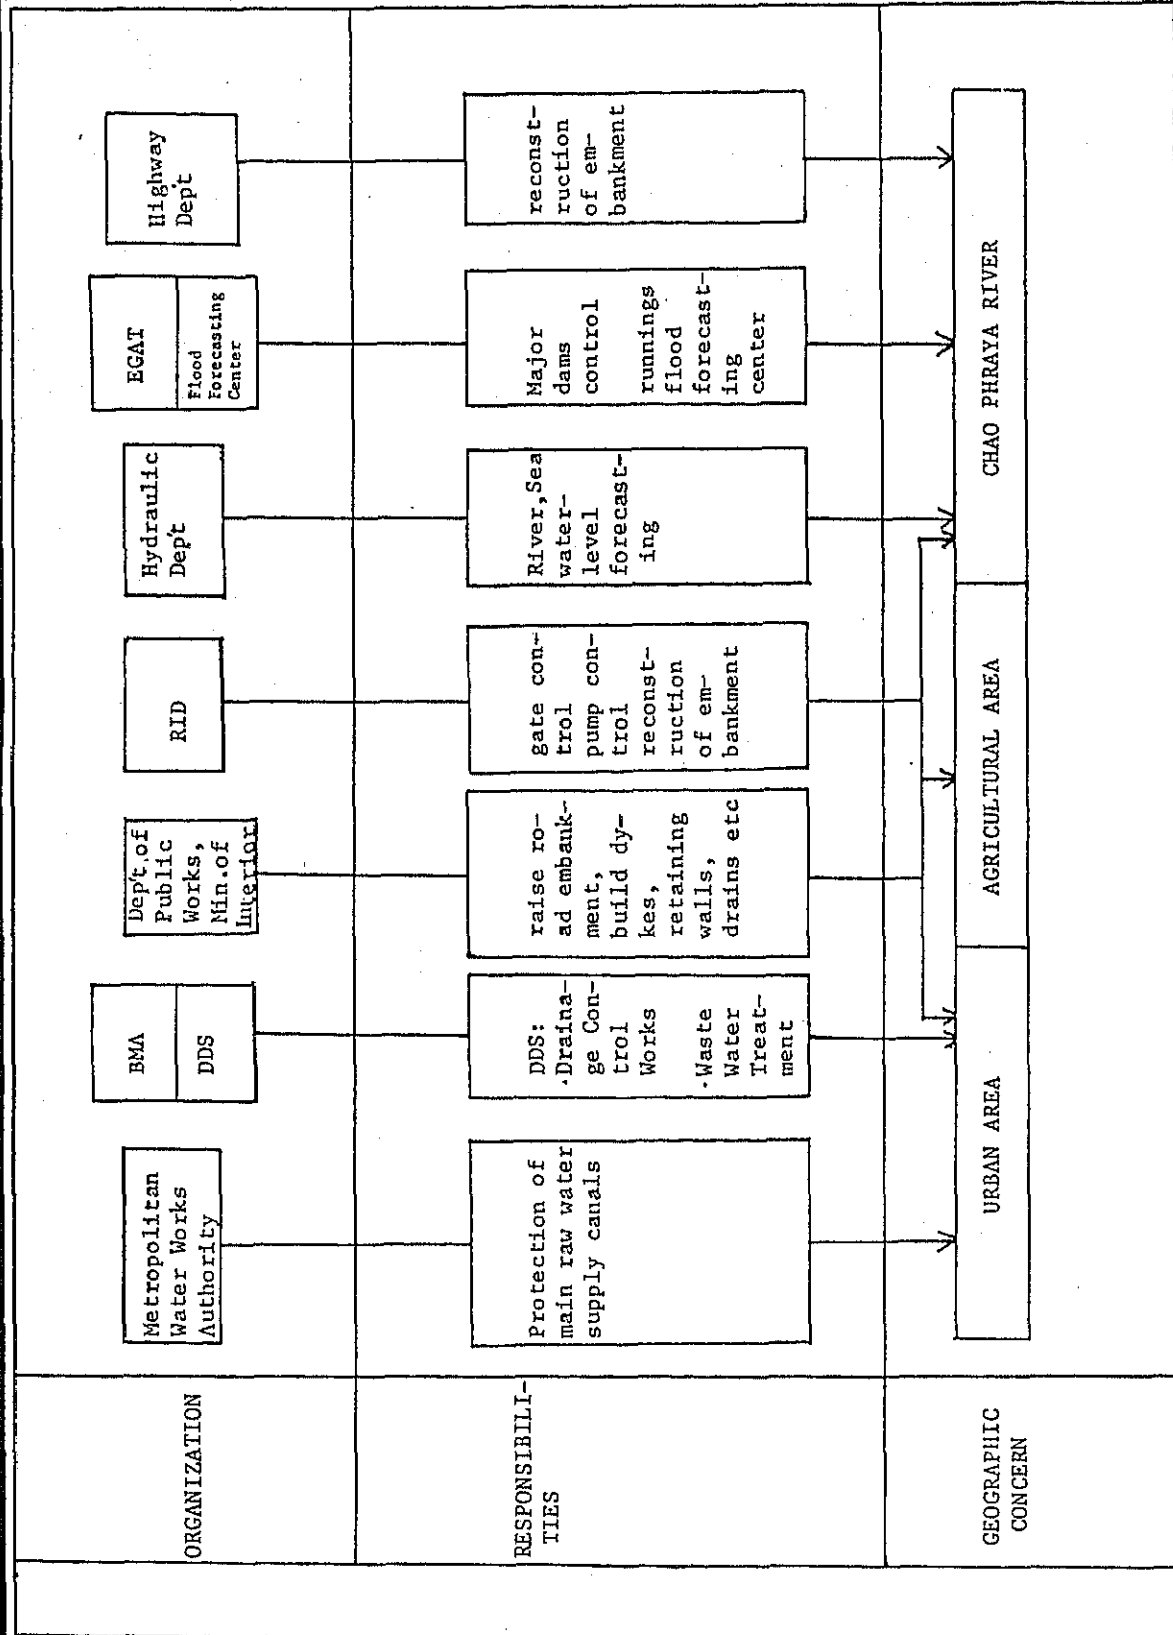 ORGANIZATION
Metropolitan
Water Works
Authority
BMA
DDS
Dep't.of
Public
Works,
Min.of
Interior
RID
Hydraulic
Dep't
EGAT
Flood
Forecasting
Center
Highway
Dep't
RESPONSIBILI-
TIES
Protection of
main raw water
supply canals
DDS:
·Draina-
ge Con-
trol
Works
·Waste
Water
Treat-
ment
raise ro-
ad embank-
ment,
build dy-
kes,
retaining
walls,
drains etc
gate con-
trol
pump con-
trol
reconst-
ruction
of em-
bankment
River,Sea
water-
level
forecast-
ing
Major
dams
control
runnings
flood
forecast-
ing
center
reconst-
ruction
of em-
bankment
GEOGRAPHIC
CONCERN
URBAN AREA
AGRICULTURAL AREA
CHAO PHRAYA RIVER